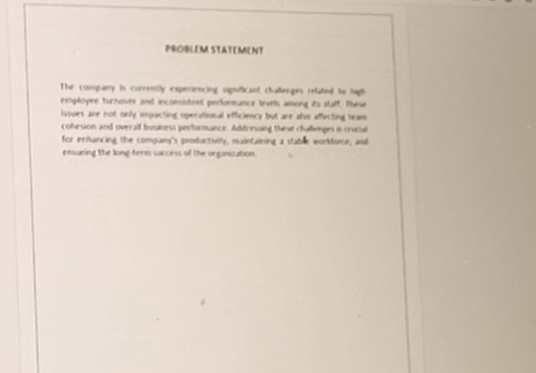 PROBLEM STATEMENT
The company is currently experiencing significant challenges related to high
employee turnover and inconsistent performance levels among its staff. These
issues are not only impacting operational efficiency but are also affecting team
cohesion and overall business performance. Addressing these challenges is crucial
for enhancing the company's productivity, maintaining a stable workforce, and
ensuring the long-term success of the organization.